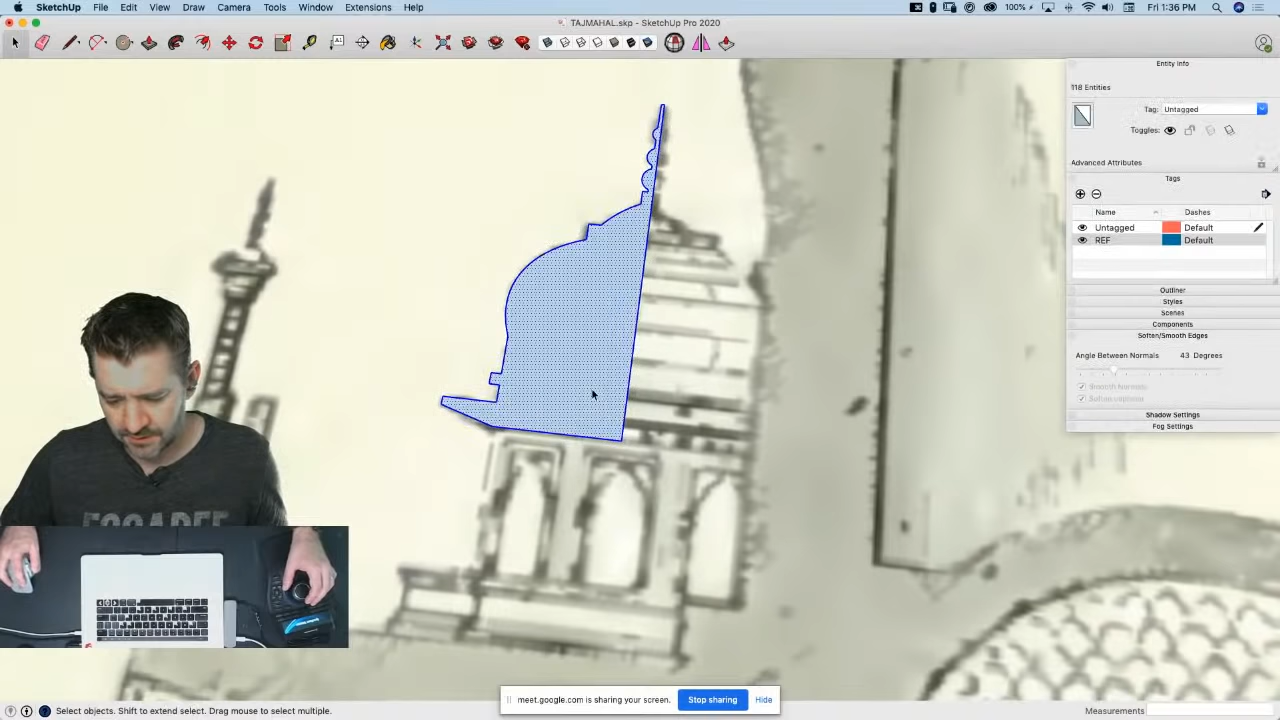 SketchUp File Edit View Draw Camera Tools Window Extensions Help 100% Fri 1:36 PM
TAJMAHAL.skp - SketchUp Pro 2020
Entity Info
118 Entities
Tag: Untagged
Toggles:
Advanced Attributes
Tags
Name Dashes
Untagged Default
REF Default
Outliner
Styles
Scenes
Components
Soften/Smooth Edges
Angle Between Normals 43 Degrees
Smooth Normals
Shadow Settings
Fog Settings
meet.google.com is sharing your screen. Stop sharing Hide
Select objects. Shift to extend select. Drag mouse to select multiple. Measurements